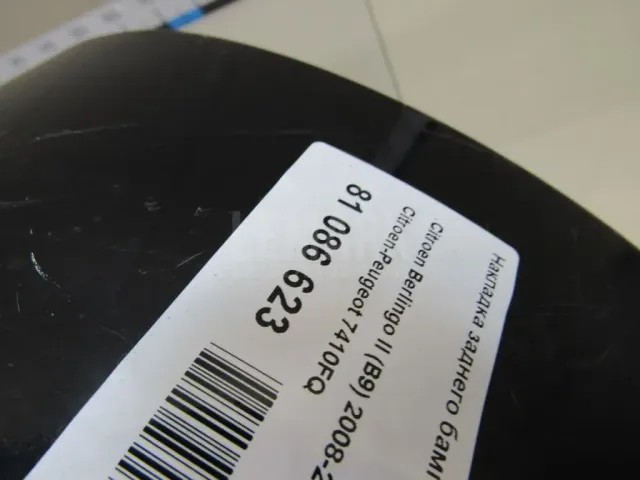 Накладка заднего бамп
Citroen Berlingo II (B9) 2008-2
Citroen-Peugeot 7410FQ
81 086 623